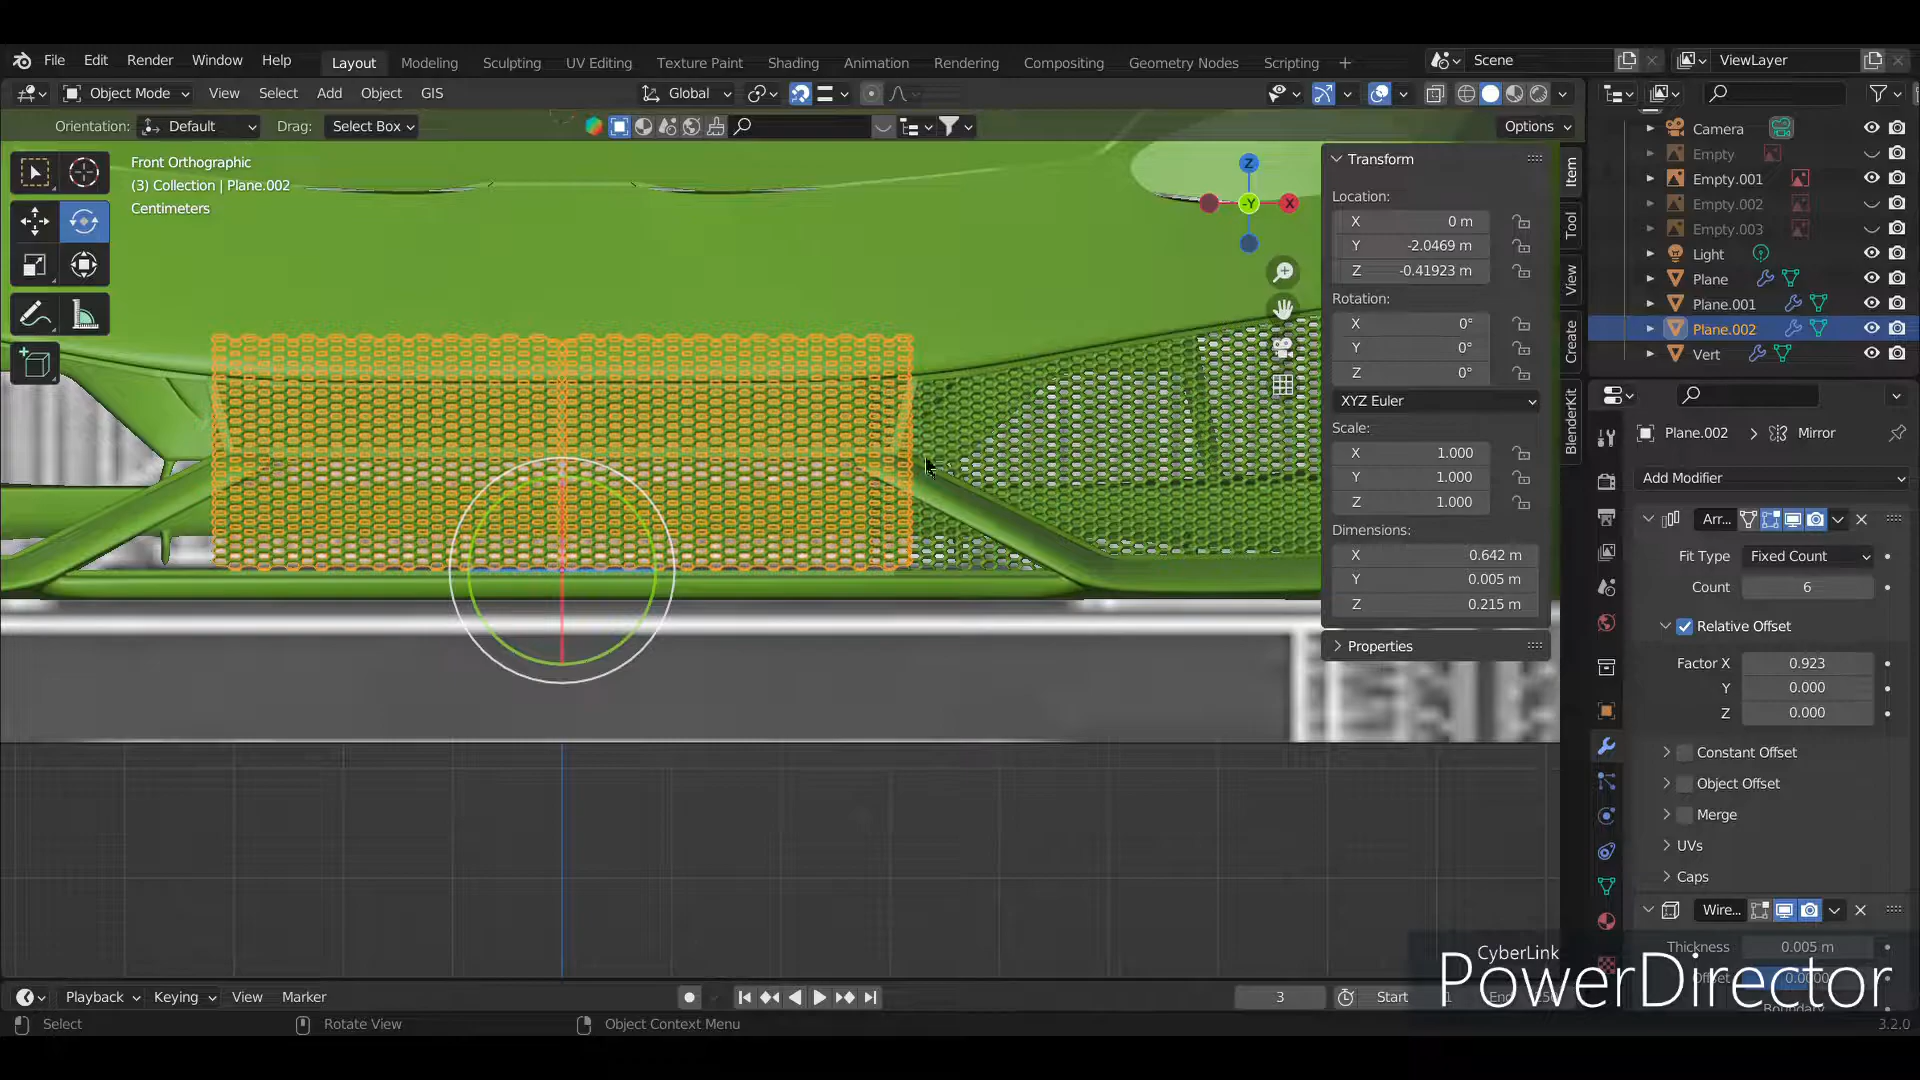 File Edit Render Window Help Layout Modeling Sculpting UV Editing Texture Paint Shading Animation Rendering Compositing Geometry Nodes Scripting + Scene ViewLayer
Object Mode View Select Add Object GIS Global
Orientation: Default Drag: Select Box Options
Front Orthographic
(3) Collection | Plane.002
Centimeters
Z
-Y
X
Transform
Location:
X 0 m
Y -2.0469 m
Z -0.41923 m
Rotation:
X 0°
Y 0°
Z 0°
XYZ Euler
Scale:
X 1.000
Y 1.000
Z 1.000
Dimensions:
X 0.642 m
Y 0.005 m
Z 0.215 m
Properties
Item
Tool
View
Create
BlenderKit
Camera
Empty
Empty.001
Empty.002
Empty.003
Light
Plane
Plane.001
Plane.002
Vert
Plane.002 > Mirror
Add Modifier
Arr...
Fit Type Fixed Count
Count 6
Relative Offset
Factor X 0.923
Y 0.000
Z 0.000
Constant Offset
Object Offset
Merge
UVs
Caps
Wire...
Thickness 0.005 m
Offset 0.0000
Boundary
CyberLink
PowerDirector
Playback Keying View Marker 3 Start 1 End
Select Rotate View Object Context Menu 3.2.0